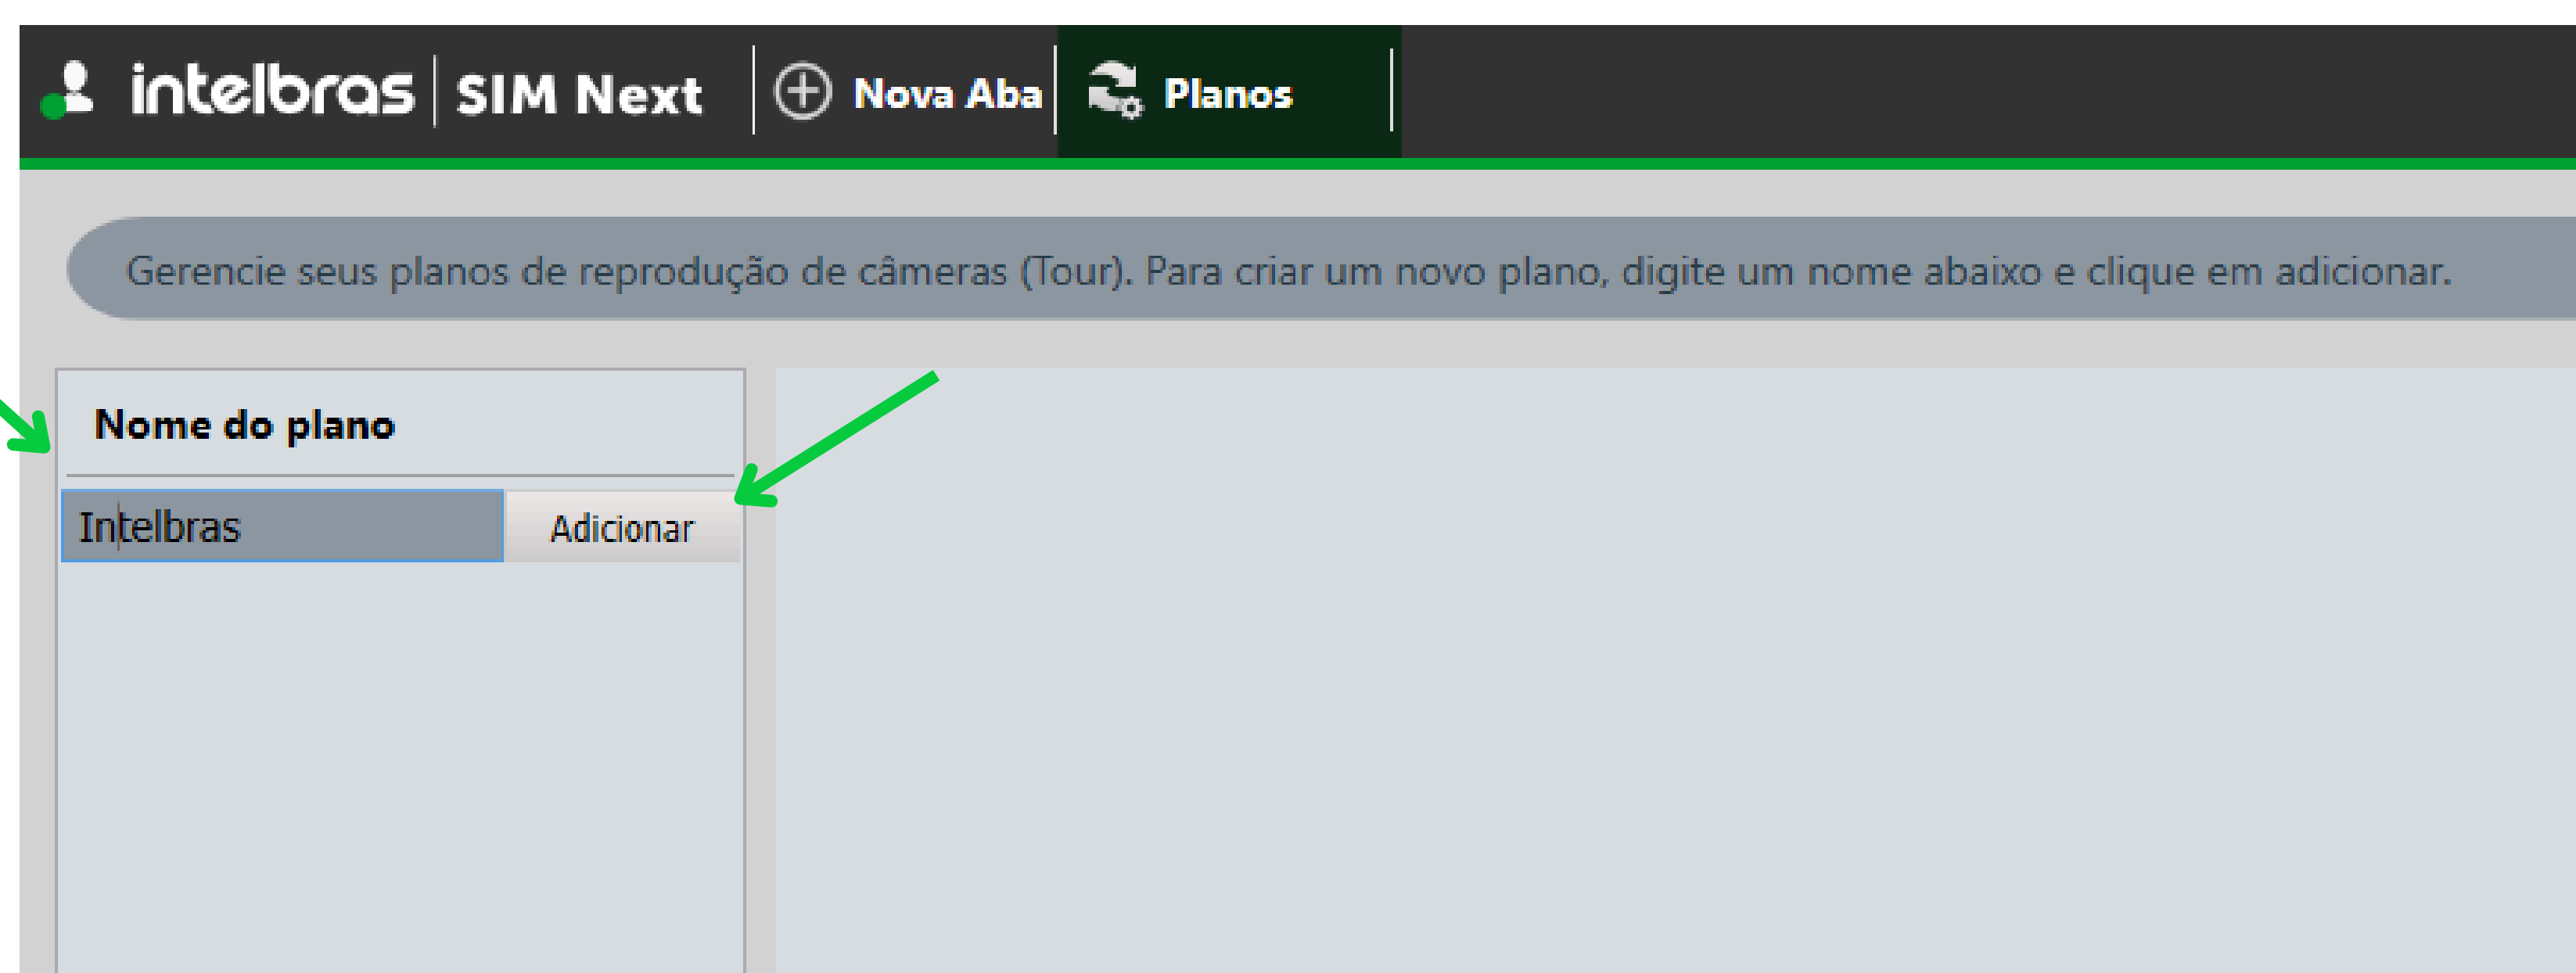 intelbras | SIM Next Nova Aba Planos
Gerencie seus planos de reprodução de câmeras (Tour). Para criar um novo plano, digite um nome abaixo e clique em adicionar.
Nome do plano
Intelbras Adicionar